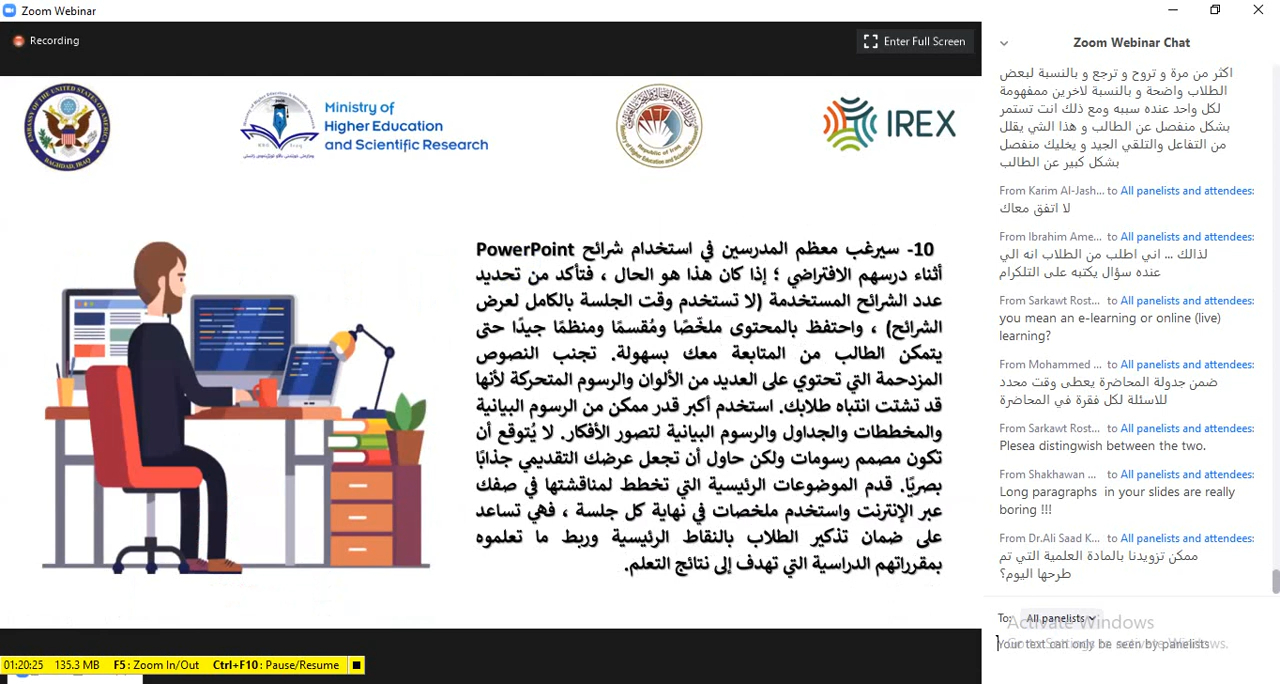 Zoom Webinar
Recording
Enter Full Screen
Ministry of
Higher Education
and Scientific Research
IREX
10- سيرغب معظم المدرسين في استخدام شرائح PowerPoint
أثناء درسهم الافتراضي ؛ إذا كان هذا هو الحال ، فتأكد من تحديد
عدد الشرائح المستخدمة (لا تستخدم وقت الجلسة بالكامل لعرض
الشرائح) ، واحتفظ بالمحتوى ملخّصًا ومُقسمًا ومنظمًا جيدًا حتى
يتمكن الطالب من المتابعة معك بسهولة. تجنب النصوص
المزدحمة التي تحتوي على العديد من الألوان والرسوم المتحركة لأنها
قد تشتت انتباه طلابك. استخدم أكبر قدر ممكن من الرسوم البيانية
والمخططات والجداول والرسوم البيانية لتصور الأفكار. لا يُتوقع أن
تكون مصمم رسومات ولكن حاول أن تجعل عرضك التقديمي جذابًا
بصريًا. قدم الموضوعات الرئيسية التي تخطط لمناقشتها في صفك
عبر الإنترنت واستخدم ملخصات في نهاية كل جلسة ، فهي تساعد
على ضمان تذكير الطلاب بالنقاط الرئيسية وربط ما تعلموه
بمقرراتهم الدراسية التي تهدف إلى نتائج التعلم.
Zoom Webinar Chat
اكثر من مرة و تروح و ترجع و بالنسبة لبعض
الطلاب واضحة و بالنسبة لاخرين ممفهومة
لكل واحد عنده سببه ومع ذلك انت تستمر
بشكل منفصل عن الطالب و هذا الشي يقلل
من التفاعل والتلقي الجيد و يخليك منفصل
بشكل كبير عن الطالب
From Karim Al-Jash... to All panelists and attendees:
لا اتفق معاك
From Ibrahim Ame... to All panelists and attendees:
لذالك ... اني اطلب من الطلاب انه الي
عنده سؤال يكتبه على التلكرام
From Sarkawt Rost... to All panelists and attendees:
you mean an e-learning or online (live)
learning?
From Mohammed ... to All panelists and attendees:
ضمن جدولة المحاضرة يعطى وقت محدد
للاسئلة لكل فقرة في المحاضرة
From Sarkawt Rost... to All panelists and attendees:
Plesea distingwish between the two.
From Shakhawan ... to All panelists and attendees:
Long paragraphs in your slides are really
boring !!!
From Dr.Ali Saad K... to All panelists and attendees:
ممكن تزويدنا بالمادة العلمية التي تم
طرحها اليوم؟
To: All panelists
Activate Windows
Go to Settings to activate Windows.
Your text can only be seen by panelists
01:20:25 135.3 MB F5: Zoom In/Out Ctrl+F10: Pause/Resume